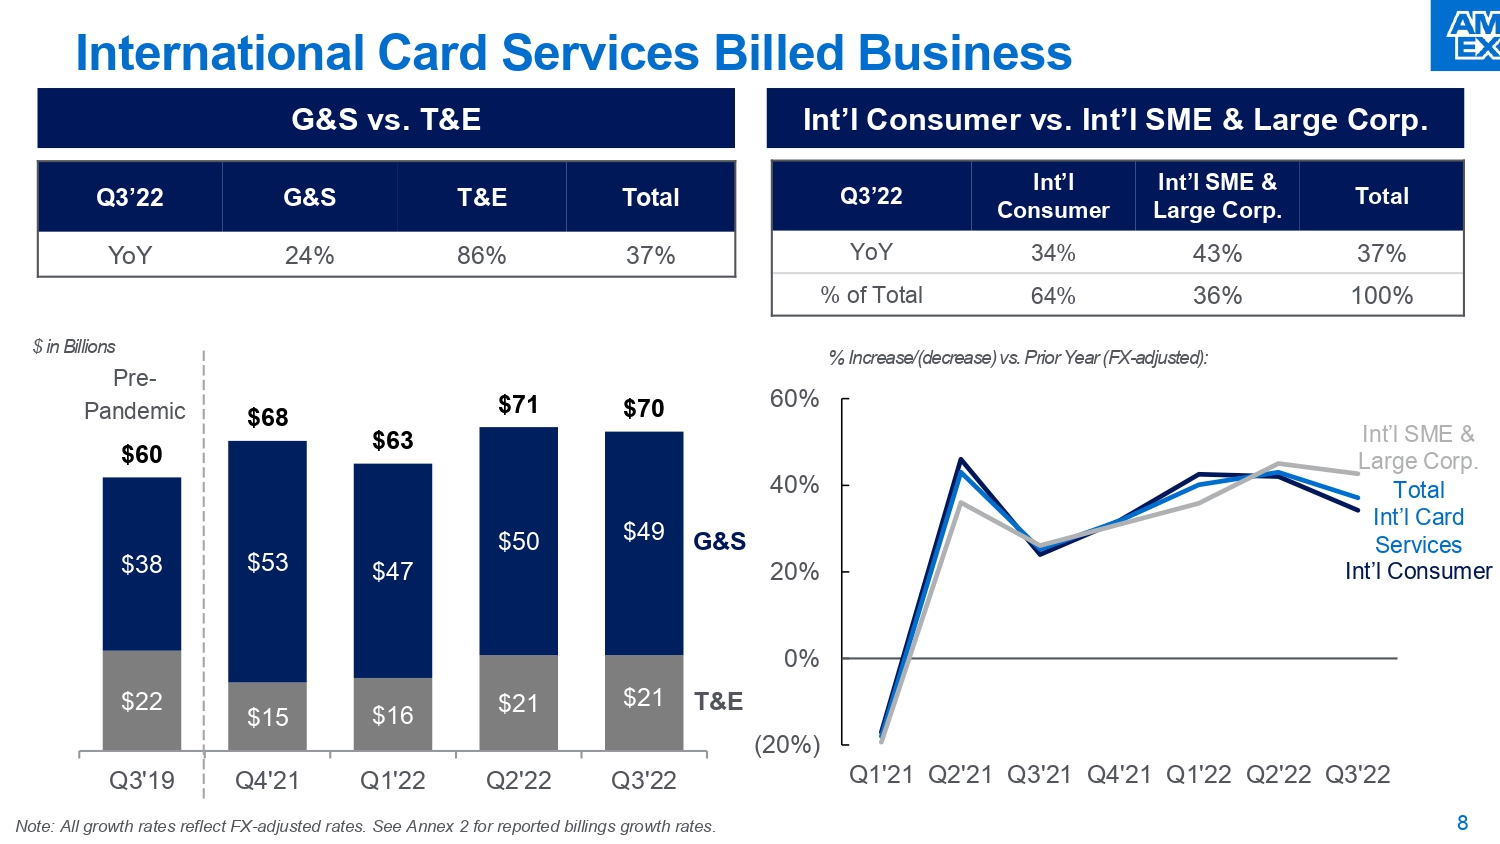 International Card Services Billed Business
AM
EX
G&S vs. T&E
Q3’22 G&S T&E Total
YoY 24% 86% 37%
$ in Billions
Pre-
Pandemic
$60
$68
$63
$71
$70
$38
$53
$47
$50
$49
G&S
$22
$15
$16
$21
$21
T&E
Q3'19 Q4'21 Q1'22 Q2'22 Q3'22
Int’l Consumer vs. Int’l SME & Large Corp.
Q3’22 Int’l Consumer Int’l SME & Large Corp. Total
YoY 34% 43% 37%
% of Total 64% 36% 100%
% Increase/(decrease) vs. Prior Year (FX-adjusted):
60%
40%
20%
0%
(20%)
Int’l SME &
Large Corp.
Total
Int’l Card
Services
Int’l Consumer
Q1'21 Q2'21 Q3'21 Q4'21 Q1'22 Q2'22 Q3'22
Note: All growth rates reflect FX-adjusted rates. See Annex 2 for reported billings growth rates.
8